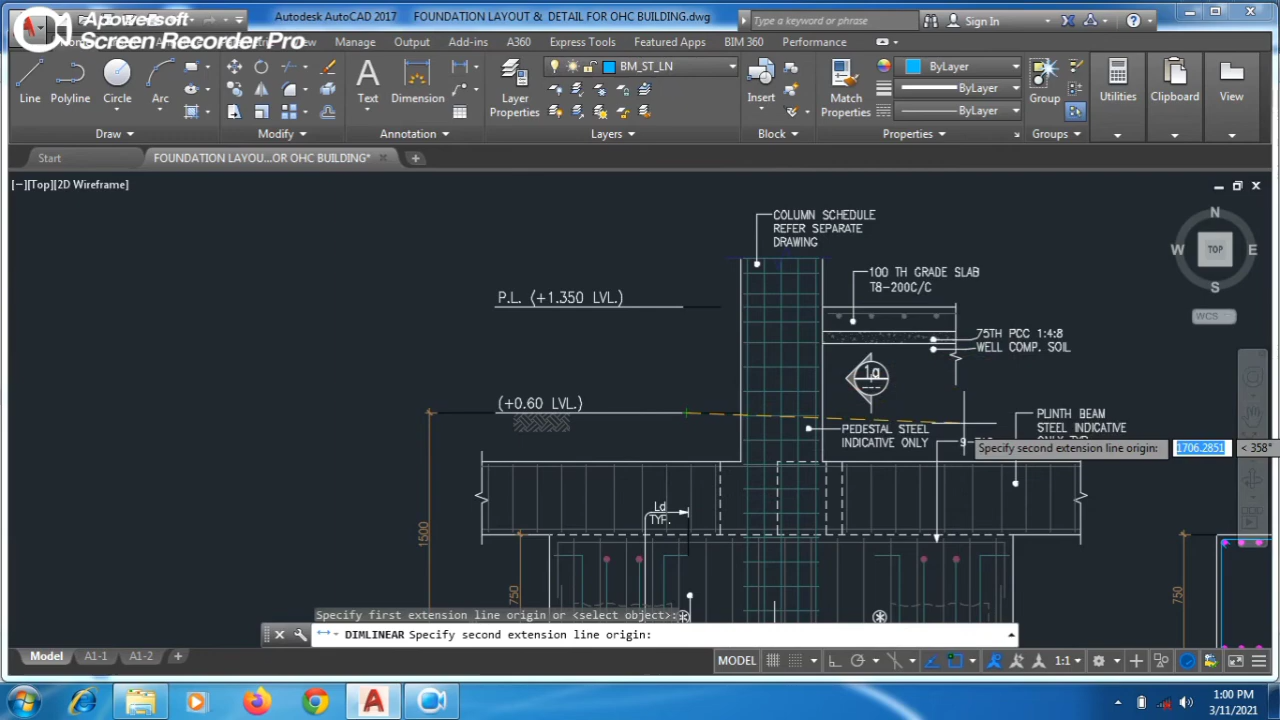 Apowersoft
Screen Recorder Pro
Autodesk AutoCAD 2017 FOUNDATION LAYOUT & DETAIL FOR OHC BUILDING.dwg
Type a keyword or phrase
Sign In
Manage Output Add-ins A360 Express Tools Featured Apps BIM 360 Performance
Line Polyline Circle Arc
Text Dimension
Layer Properties
BM_ST_LN
Insert
Match Properties
ByLayer
ByLayer
ByLayer
Group
Utilities
Clipboard
View
Draw Modify Annotation Layers Block Properties Groups
Start
FOUNDATION LAYOU...OR OHC BUILDING*
[−][Top][2D Wireframe]
N
W TOP E
S
WCS
COLUMN SCHEDULE
REFER SEPARATE
DRAWING
100 TH GRADE SLAB
T8-200C/C
P.L. (+1.350 LVL.)
75TH PCC 1:4:8
WELL COMP. SOIL
(+0.60 LVL.)
PLINTH BEAM
STEEL INDICATIVE
PEDESTAL STEEL
INDICATIVE ONLY
Specify second extension line origin: 1706.2851 < 358°
Ld
TYP.
1500
750
750
Specify first extension line origin or <select object>:
DIMLINEAR Specify second extension line origin:
Model A1-1 A1-2
MODEL
1:1
1:00 PM
3/11/2021